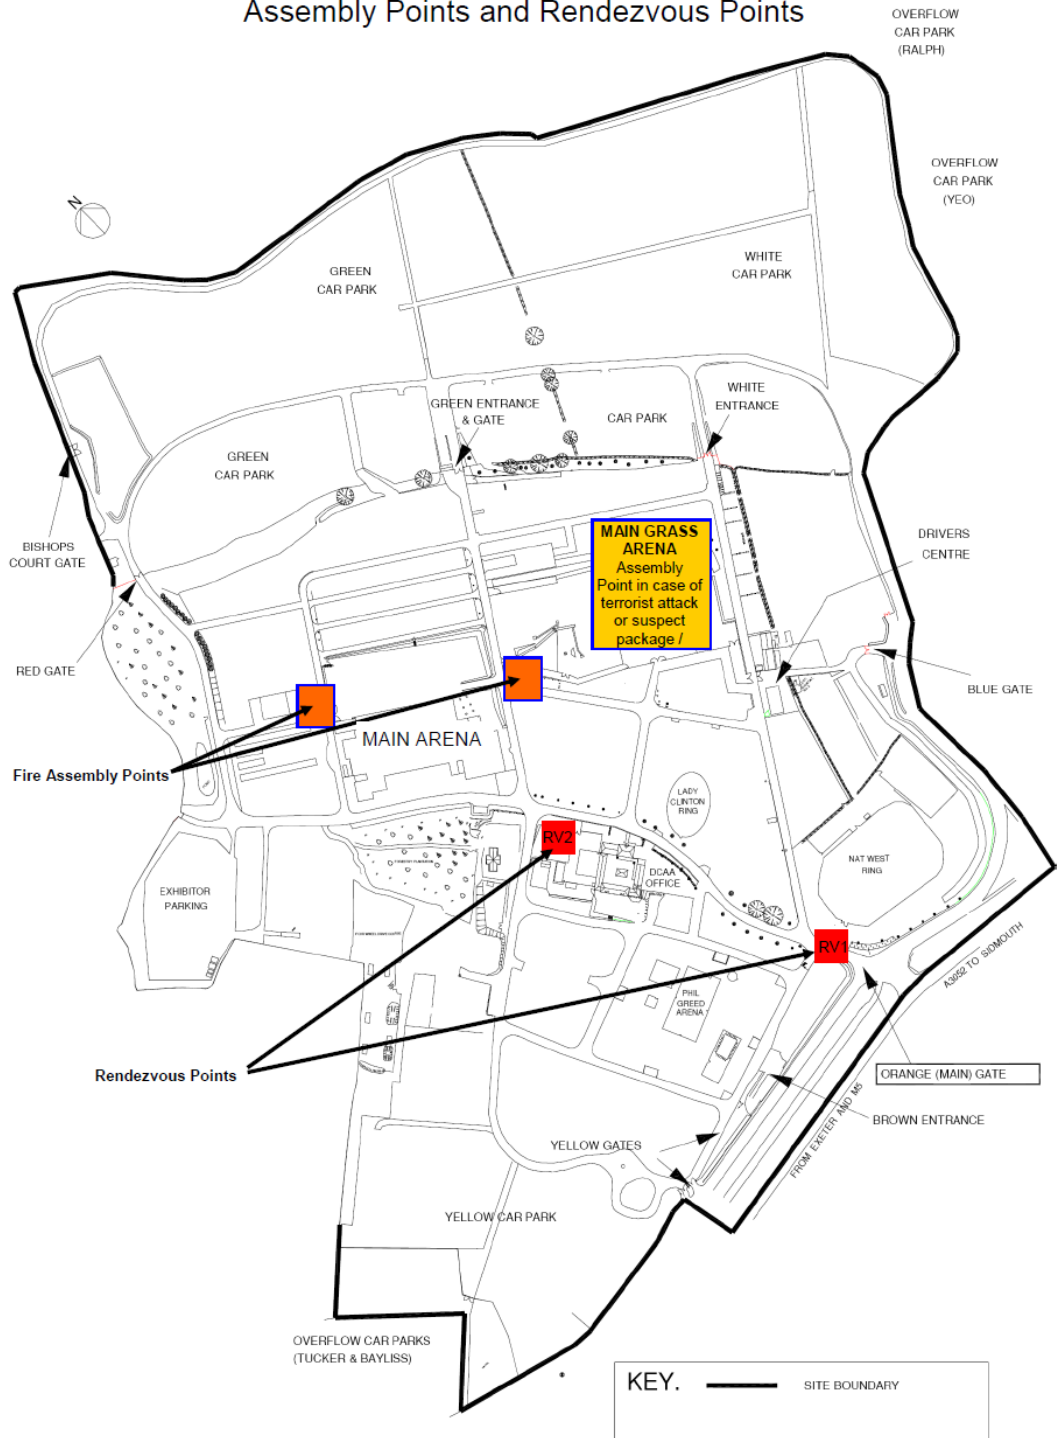 Assembly Points and Rendezvous Points
OVERFLOW
CAR PARK
(RALPH)
OVERFLOW
CAR PARK
(YEO)
N
GREEN
CAR PARK
WHITE
CAR PARK
WHITE
ENTRANCE
GREEN ENTRANCE
& GATE
CAR PARK
GREEN
CAR PARK
BISHOPS
COURT GATE
MAIN GRASS
ARENA
Assembly
Point in case of
terrorist attack
or suspect
package /
DRIVERS
CENTRE
RED GATE
BLUE GATE
MAIN ARENA
Fire Assembly Points
LADY
CLINTON
RING
RV2
NAT WEST
RING
DCAA
OFFICE
EXHIBITOR
PARKING
RV1
A3052 TO SIDMOUTH
PHIL
GREED
ARENA
Rendezvous Points
ORANGE (MAIN) GATE
BROWN ENTRANCE
FROM EXETER AND M5
YELLOW GATES
YELLOW CAR PARK
OVERFLOW CAR PARKS
(TUCKER & BAYLISS)
KEY.
SITE BOUNDARY